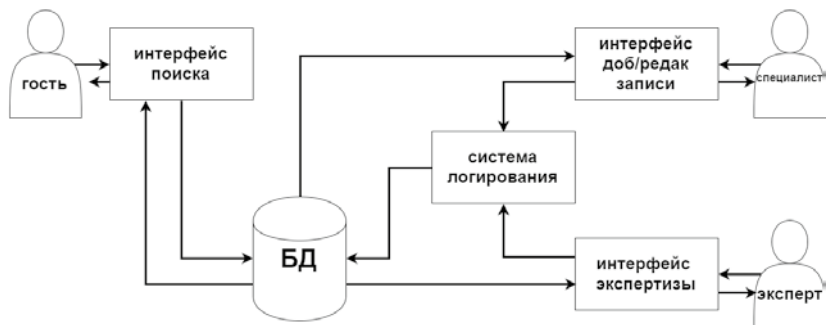 гость
интерфейс
поиска
интерфейс
доб/редак
записи
специалист
система
логирования
БД
интерфейс
экспертизы
эксперт